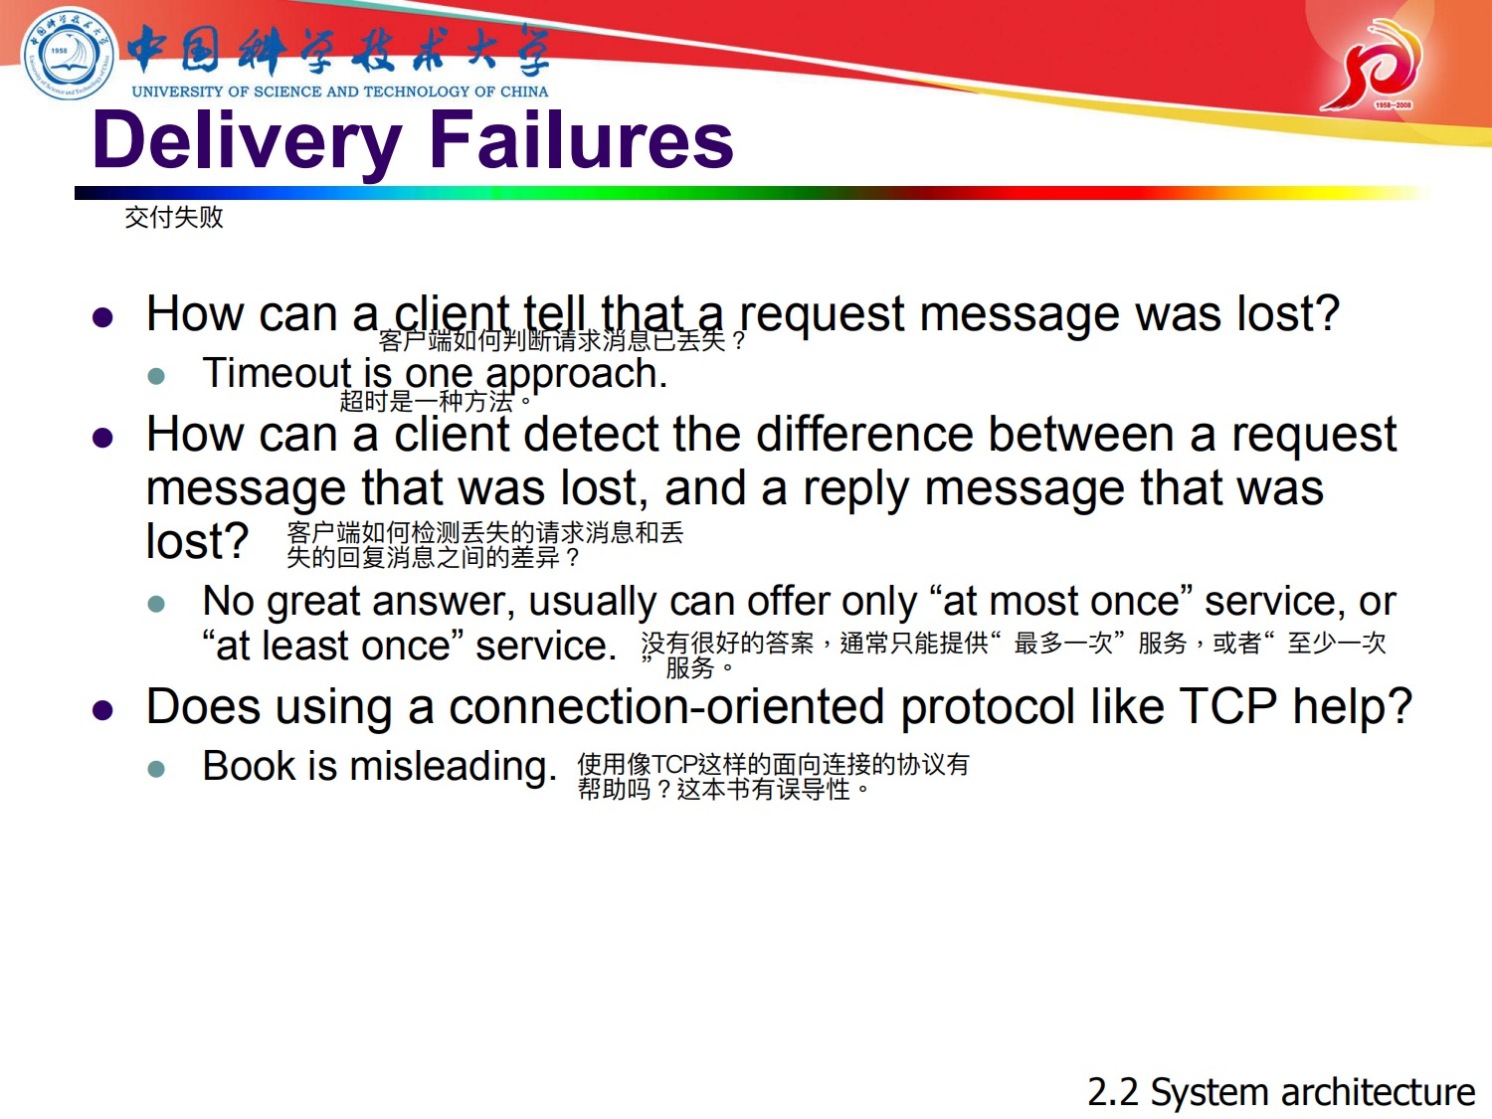 中国科学技术大学
UNIVERSITY OF SCIENCE AND TECHNOLOGY OF CHINA
1958
1958—2008
Delivery Failures
交付失败
How can a client tell that a request message was lost?
客户端如何判断请求消息已丢失？
Timeout is one approach.
超时是一种方法。
How can a client detect the difference between a request
message that was lost, and a reply message that was
lost?
客户端如何检测丢失的请求消息和丢
失的回复消息之间的差异？
No great answer, usually can offer only “at most once” service, or
“at least once” service.
没有很好的答案，通常只能提供“ 最多一次” 服务，或者“ 至少一次
” 服务。
Does using a connection-oriented protocol like TCP help?
Book is misleading.
使用像TCP这样的面向连接的协议有
帮助吗？这本书有误导性。
2.2 System architecture